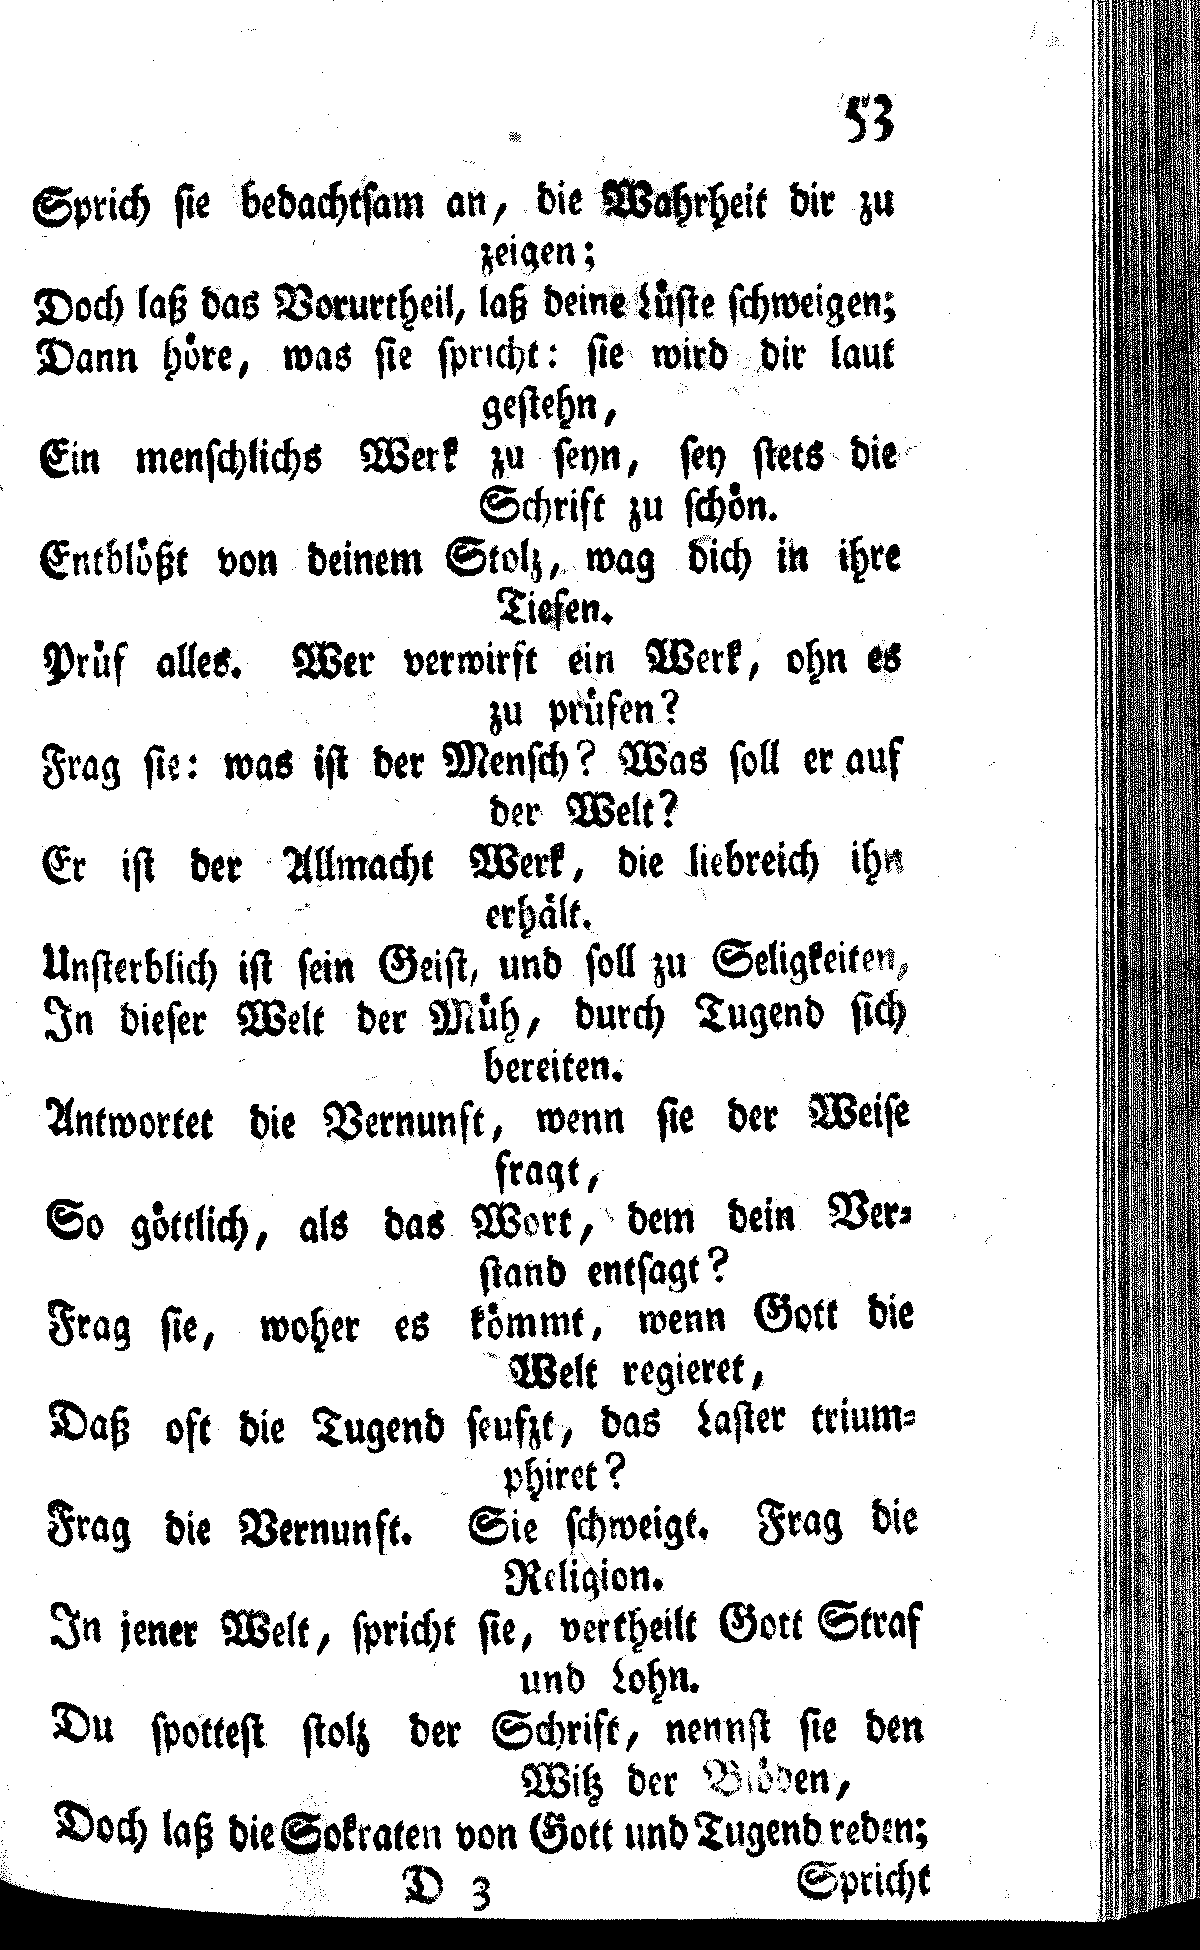 53
Sprich sie bedachtsam an, die Wahrheit dir zu
zeigen;
Doch laß das Vorurtheil, laß deine Lüste schweigen;
Dann höre, was sie spricht: sie wird dir laut
gestehn,
Ein menschlichs Werk zu seyn, sey stets die
Schrift zu schön.
Entblößt von deinem Stolz, wag dich in ihre
Tiefen.
Prüf alles. Wer verwirft ein Werk, ohn es
zu prüfen?
Frag sie: was ist der Mensch? Was soll er auf
der Welt?
Er ist der Allmacht Werk, die liebreich ihn
erhält.
Unsterblich ist sein Geist, und soll zu Seligkeiten,
In dieser Welt der Müh, durch Tugend sich
bereiten.
Antwortet die Vernunft, wenn sie der Weise
fragt,
So göttlich, als das Wort, dem dein Ver-
stand entsagt?
Frag sie, woher es kömmt, wenn Gott die
Welt regieret,
Daß oft die Tugend seufzt, das Laster trium-
phiret?
Frag die Vernunft. Sie schweigt. Frag die
Religion.
In jener Welt, spricht sie, vertheilt Gott Straf
und Lohn.
Du spottest stolz der Schrift, nennst sie den
Witz der Blöden,
Doch laß die Sokraten von Gott und Tugend reden;
D 3 Spricht